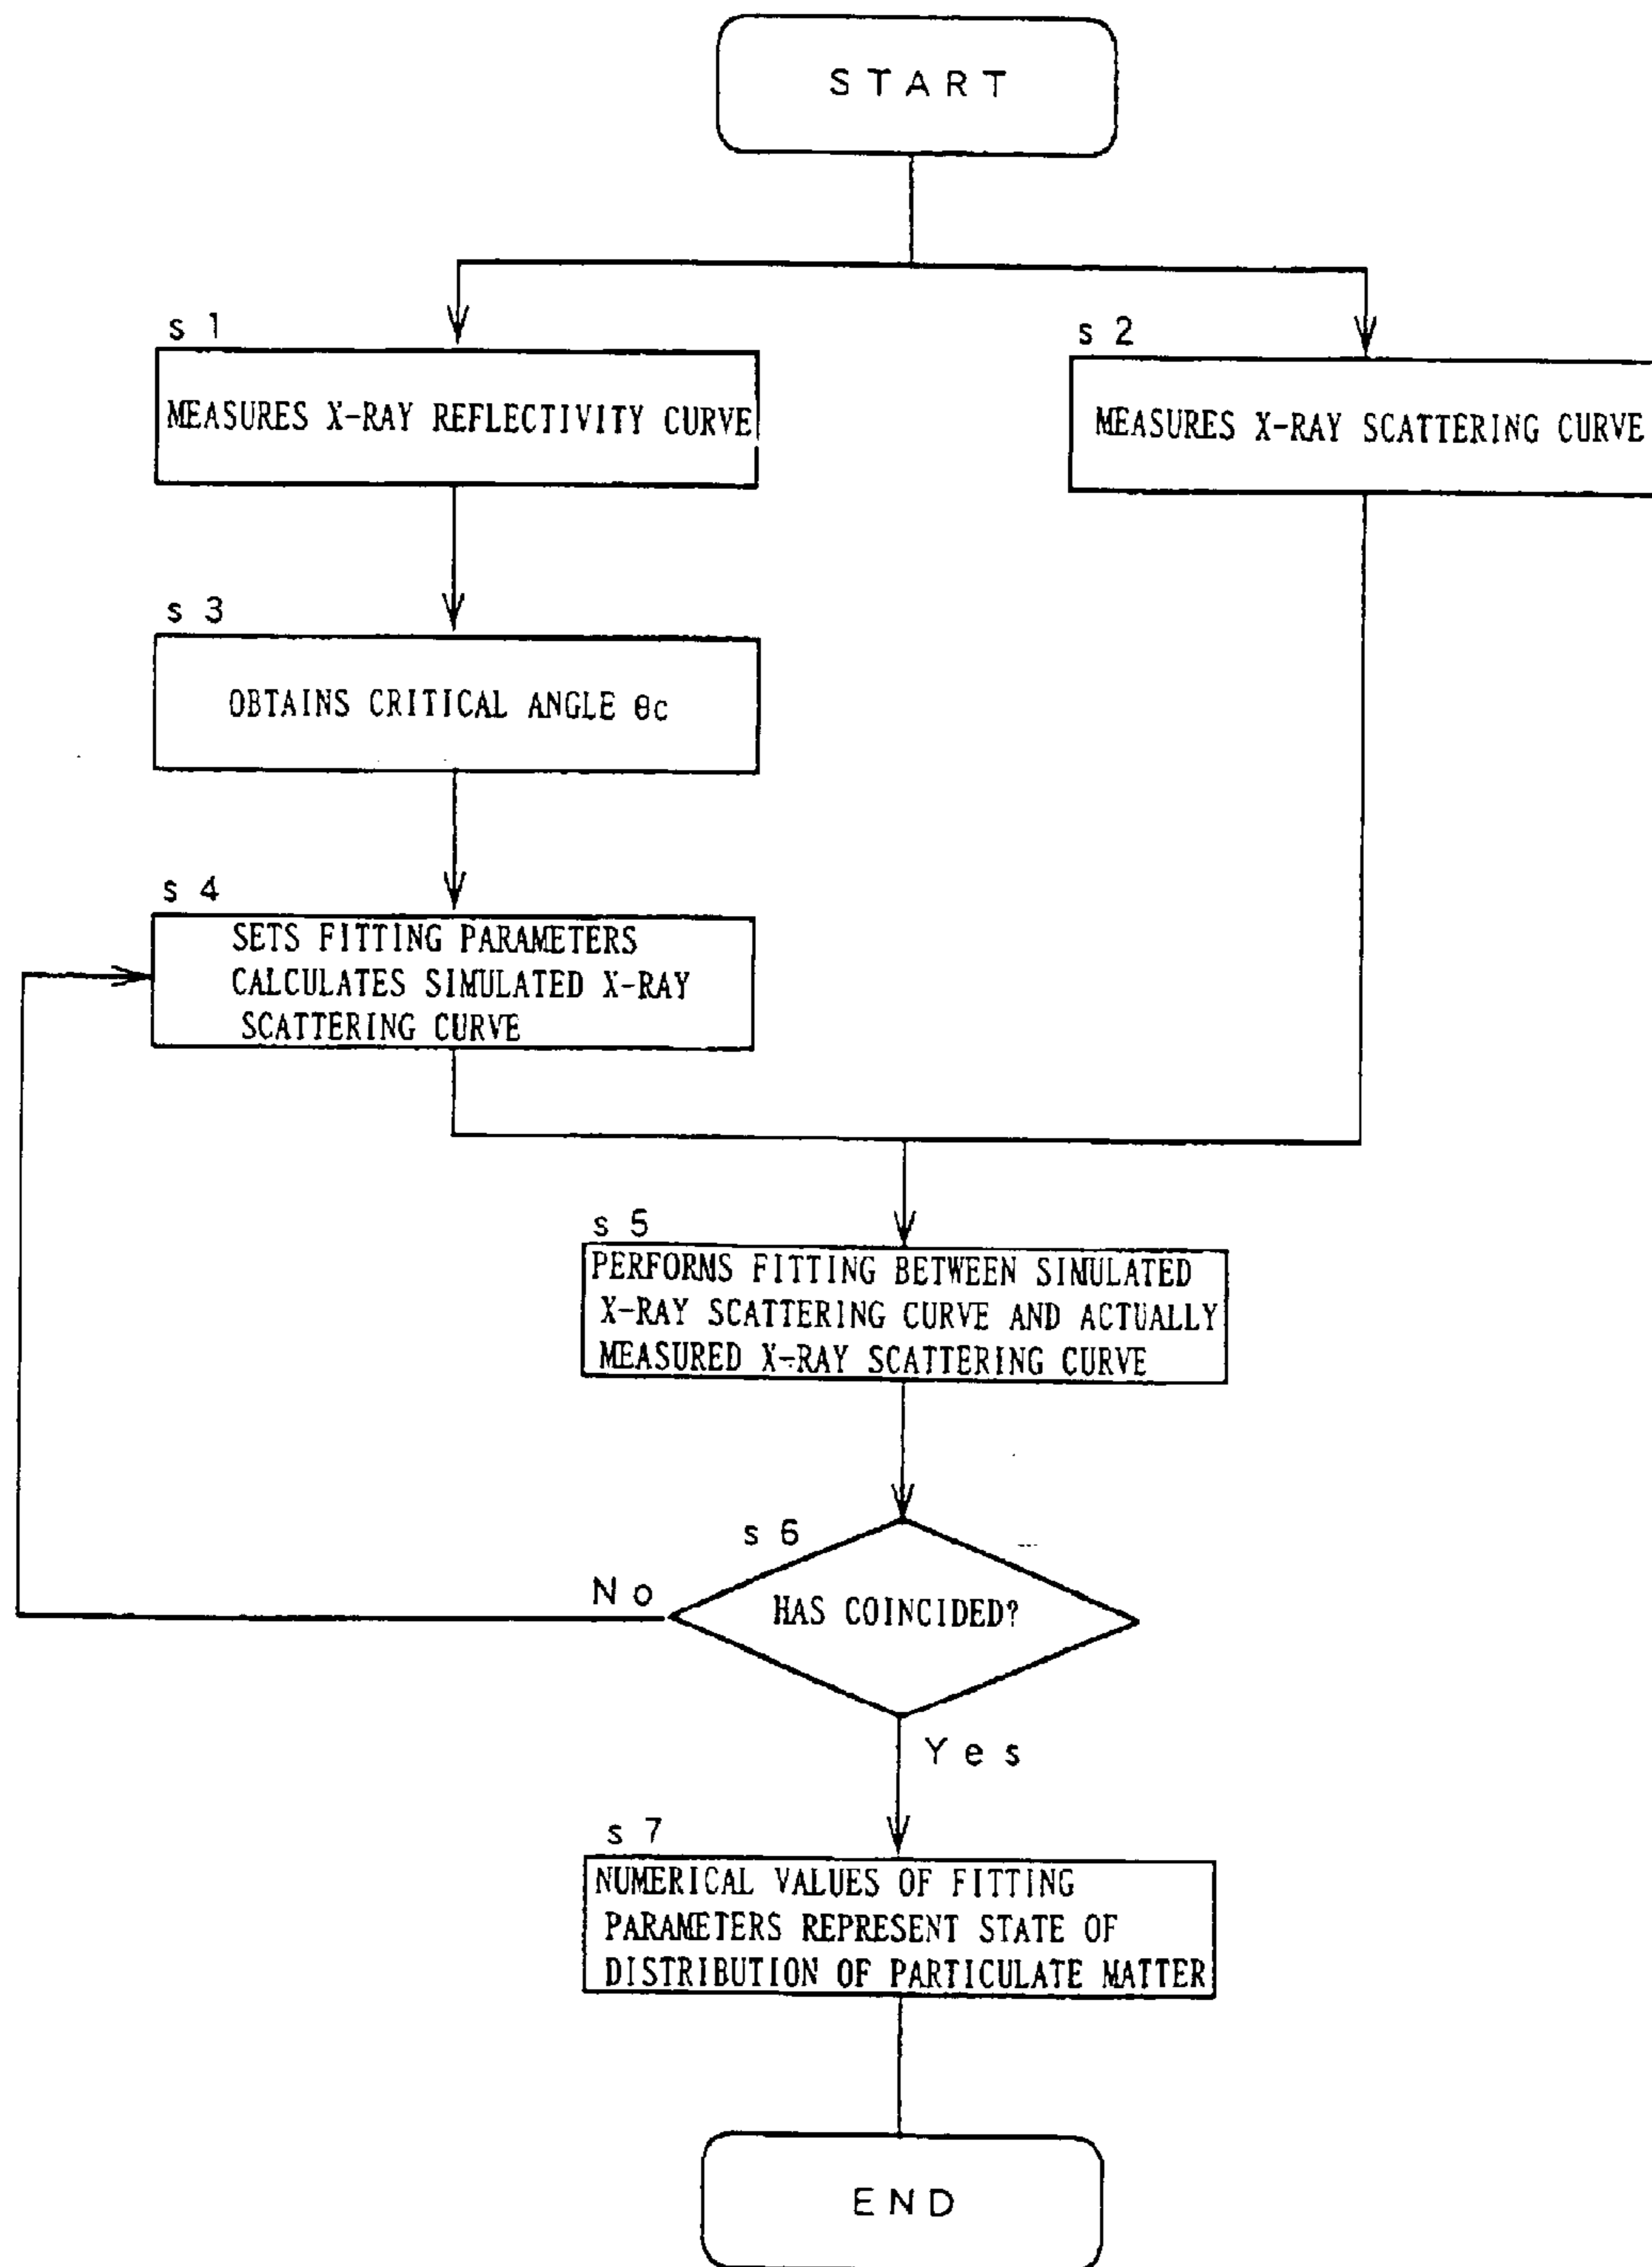 START
s 1
MEASURES X-RAY REFLECTIVITY CURVE
s 2
MEASURES X-RAY SCATTERING CURVE
s 3
OBTAINS CRITICAL ANGLE θc
s 4
SETS FITTING PARAMETERS
CALCULATES SIMULATED X-RAY
SCATTERING CURVE
s 5
PERFORMS FITTING BETWEEN SIMULATED
X-RAY SCATTERING CURVE AND ACTUALLY
MEASURED X-RAY SCATTERING CURVE
s 6
HAS COINCIDED?
No
Yes
s 7
NUMERICAL VALUES OF FITTING
PARAMETERS REPRESENT STATE OF
DISTRIBUTION OF PARTICULATE MATTER
END